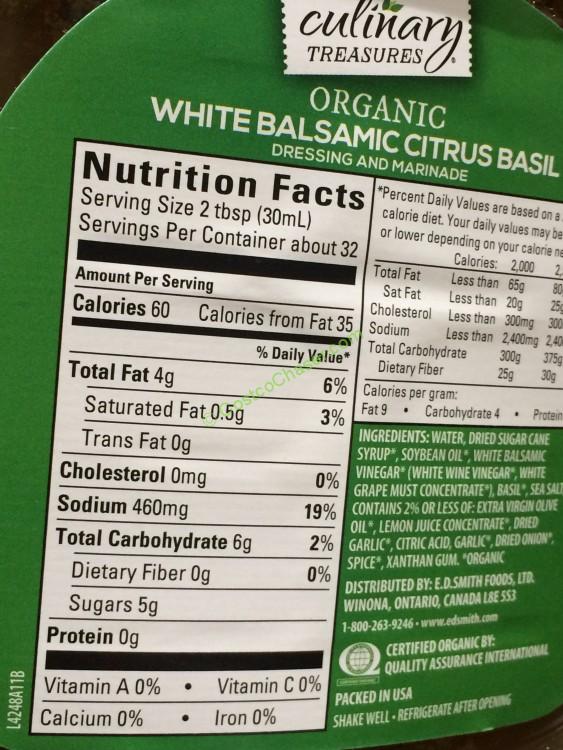 culinary
TREASURES®
ORGANIC
WHITE BALSAMIC CITRUS BASIL
DRESSING AND MARINADE
Nutrition Facts
Serving Size 2 tbsp (30mL)
Servings Per Container about 32
Amount Per Serving
Calories 60 Calories from Fat 35
% Daily Value*
Total Fat 4g 6%
Saturated Fat 0.5g 3%
Trans Fat 0g
Cholesterol 0mg 0%
Sodium 460mg 19%
Total Carbohydrate 6g 2%
Dietary Fiber 0g 0%
Sugars 5g
Protein 0g
Vitamin A 0% • Vitamin C 0%
Calcium 0% • Iron 0%
*Percent Daily Values are based on a
calorie diet. Your daily values may be
or lower depending on your calorie ne
Calories: 2,000 2,
Total Fat Less than 65g 80
Sat Fat Less than 20g 25g
Cholesterol Less than 300mg 300
Sodium Less than 2,400mg 2,40
Total Carbohydrate 300g 375g
Dietary Fiber 25g 30g
Calories per gram:
Fat 9 • Carbohydrate 4 • Protein
INGREDIENTS: WATER, DRIED SUGAR CANE
SYRUP*, SOYBEAN OIL*, WHITE BALSAMIC
VINEGAR* (WHITE WINE VINEGAR*, WHITE
GRAPE MUST CONCENTRATE*), BASIL*, SEA SALT
CONTAINS 2% OR LESS OF: EXTRA VIRGIN OLIVE
OIL*, LEMON JUICE CONCENTRATE*, DRIED
GARLIC*, CITRIC ACID, GARLIC*, DRIED ONION*,
SPICE*, XANTHAN GUM. *ORGANIC
DISTRIBUTED BY: E.D.SMITH FOODS, LTD.
WINONA, ONTARIO, CANADA L8E 5S3
1-800-263-9246 • www.edsmith.com
CERTIFIED ORGANIC BY:
QUALITY ASSURANCE INTERNATIONAL
PACKED IN USA
SHAKE WELL • REFRIGERATE AFTER OPENING
L4248A11B
© CostcoChaser.com